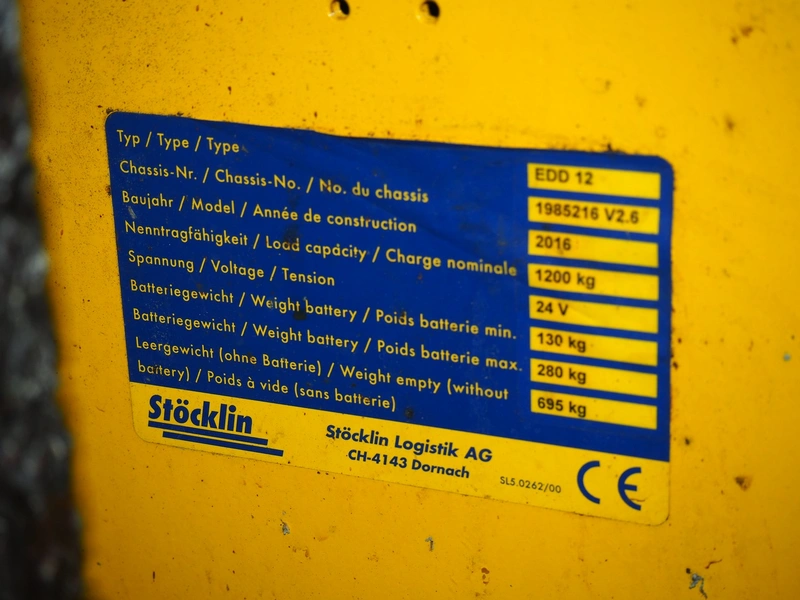 Typ / Type / Type EDD 12
Chassis-Nr. / Chassis-No. / No. du chassis 1985216 V2.6
Baujahr / Model / Année de construction 2016
Nenntragfähigkeit / Load capacity / Charge nominale 1200 kg
Spannung / Voltage / Tension 24 V
Batteriegewicht / Weight battery / Poids batterie min. 130 kg
Batteriegewicht / Weight battery / Poids batterie max. 280 kg
Leergewicht (ohne Batterie) / Weight empty (without 695 kg
battery) / Poids à vide (sans batterie)
Stöcklin
Stöcklin Logistik AG
CH-4143 Dornach
SL5.0262/00
CE